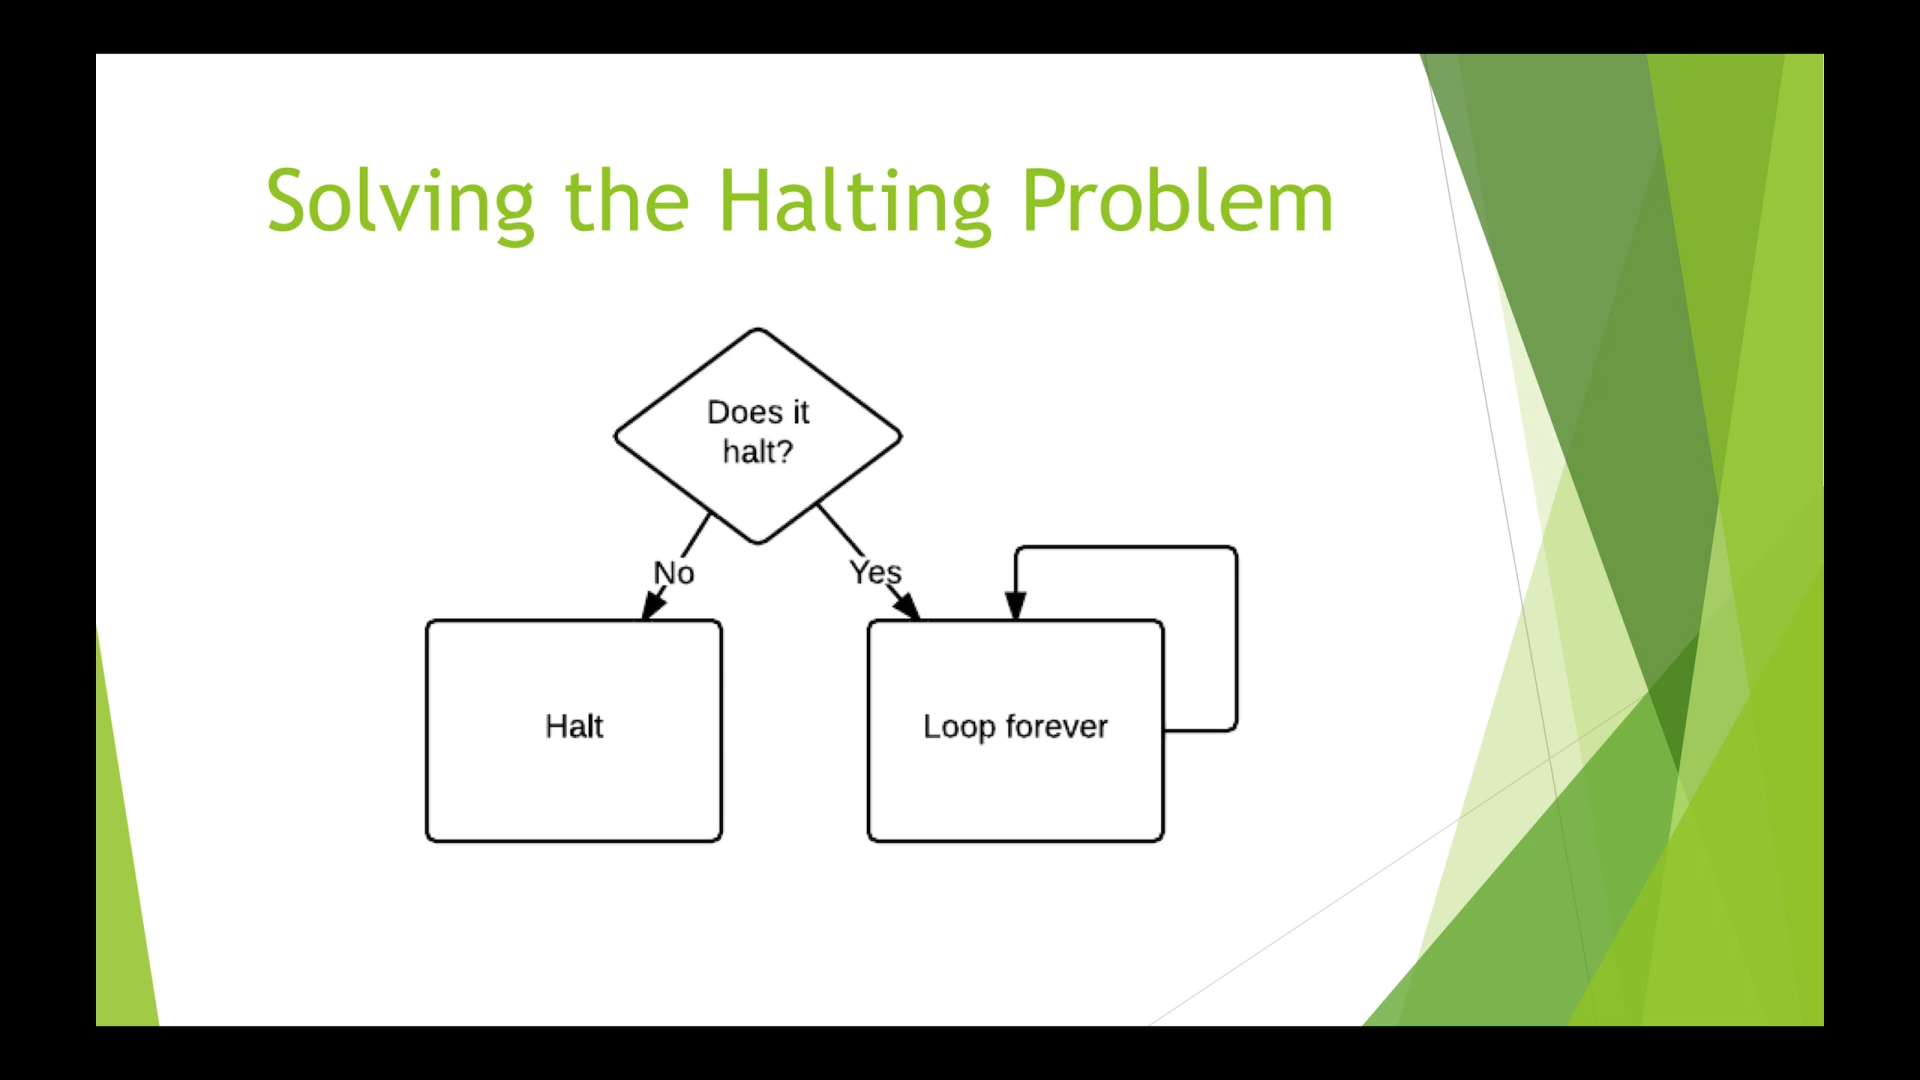 Solving the Halting Problem
Does it
halt?
No
Yes
Halt
Loop forever